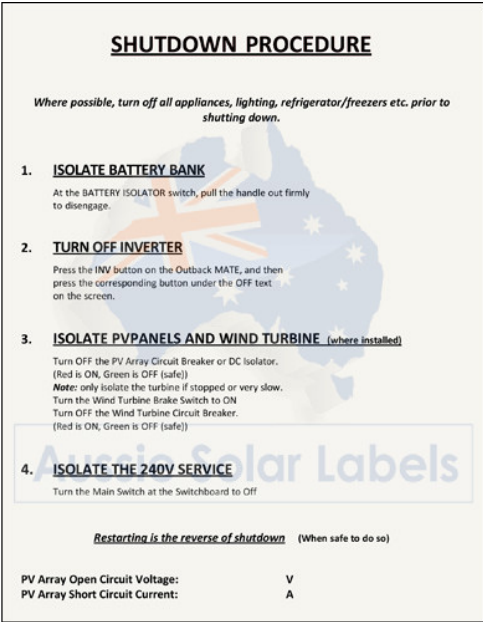 SHUTDOWN PROCEDURE
Where possible, turn off all appliances, lighting, refrigerator/freezers etc. prior to
shutting down.
1. ISOLATE BATTERY BANK
At the BATTERY ISOLATOR switch, pull the handle out firmly
to disengage.
2. TURN OFF INVERTER
Press the INV button on the Outback MATE, and then
press the corresponding button under the OFF text
on the screen.
3. ISOLATE PVPANELS AND WIND TURBINE (where installed)
Turn OFF the PV Array Circuit Breaker or DC Isolator.
(Red is ON, Green is OFF (safe))
Note: only isolate the turbine if stopped or very slow.
Turn the Wind Turbine Brake Switch to ON
Turn OFF the Wind Turbine Circuit Breaker.
(Red is ON, Green is OFF (safe))
Aussie Solar Labels
4. ISOLATE THE 240V SERVICE
Turn the Main Switch at the Switchboard to Off
Restarting is the reverse of shutdown (When safe to do so)
PV Array Open Circuit Voltage: V
PV Array Short Circuit Current: A